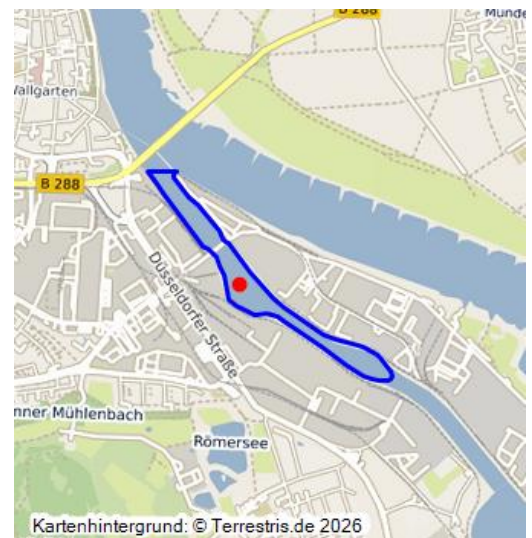 B 288
Münde
Wallgarten
B 288
Düsseldorfer Straße
nner Mühlenbach
Römersee
Kartenhintergrund: © Terrestris.de 2026